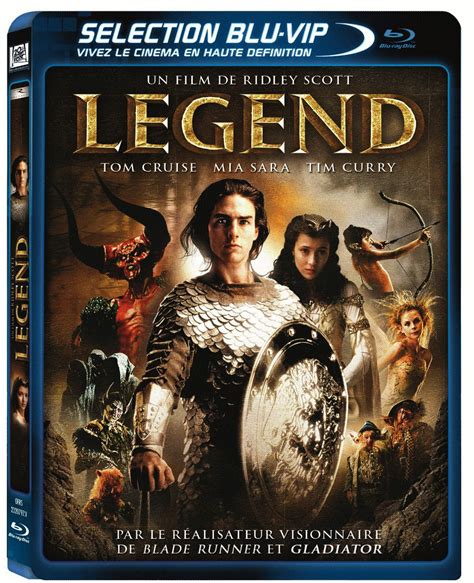 SELECTION BLU-VIP
VIVEZ LE CINEMA EN HAUTE DEFINITION
Blu-ray Disc
UN FILM DE RIDLEY SCOTT
LEGEND
TOM CRUISE MIA SARA TIM CURRY
PAR LE RÉALISATEUR VISIONNAIRE
DE BLADE RUNNER ET GLADIATOR
LEGEND